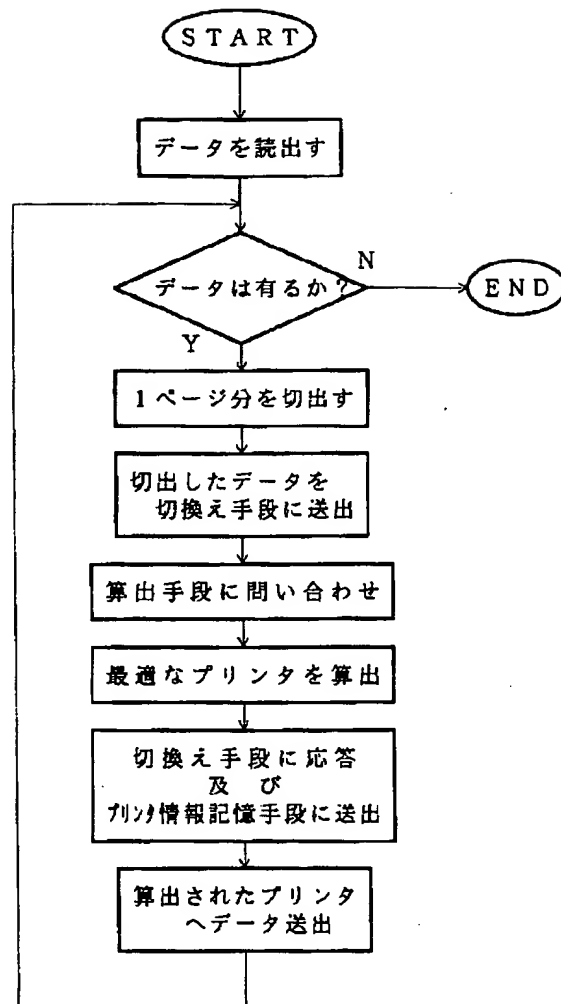 START
データを読出す
データは有るか?
N
END
Y
1ページ分を切出す
切出したデータを
切換え手段に送出
算出手段に問い合わせ
最適なプリンタを算出
切換え手段に応答
及び
プリンタ情報記憶手段に送出
算出されたプリンタ
へデータ送出